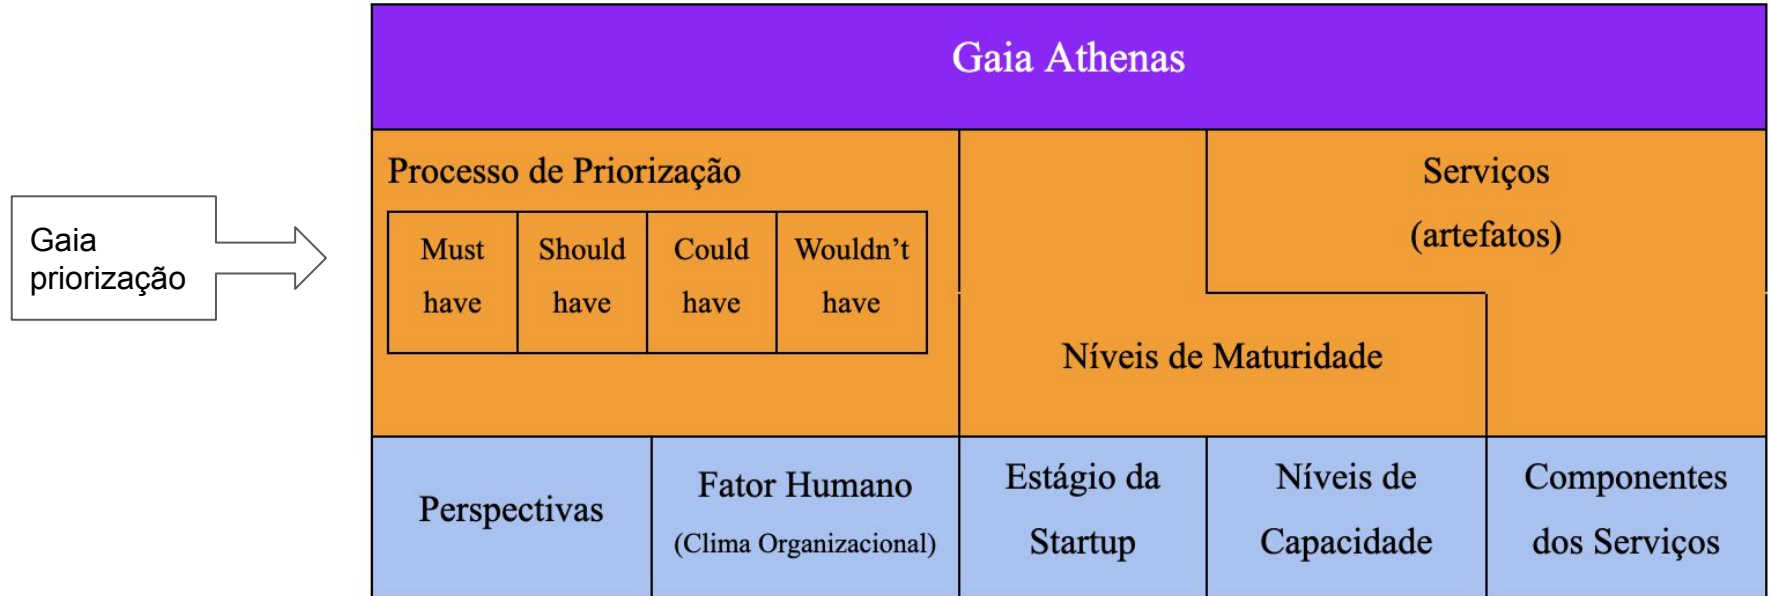 Gaia Athenas
Gaia
priorização
Processo de Priorização
Must
have
Should
have
Could
have
Wouldn’t
have
Serviços
(artefatos)
Níveis de Maturidade
Perspectivas
Fator Humano
(Clima Organizacional)
Estágio da
Startup
Níveis de
Capacidade
Componentes
dos Serviços